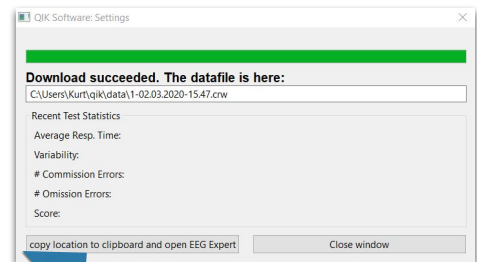 QIK Software: Settings
Download succeeded. The datafile is here:
C:\Users\Kurt\qik\data\1-02.03.2020-15.47.crw
Recent Test Statistics
Average Resp. Time:
Variability:
# Commission Errors:
# Omission Errors:
Score:
copy location to clipboard and open EEG Expert
Close window